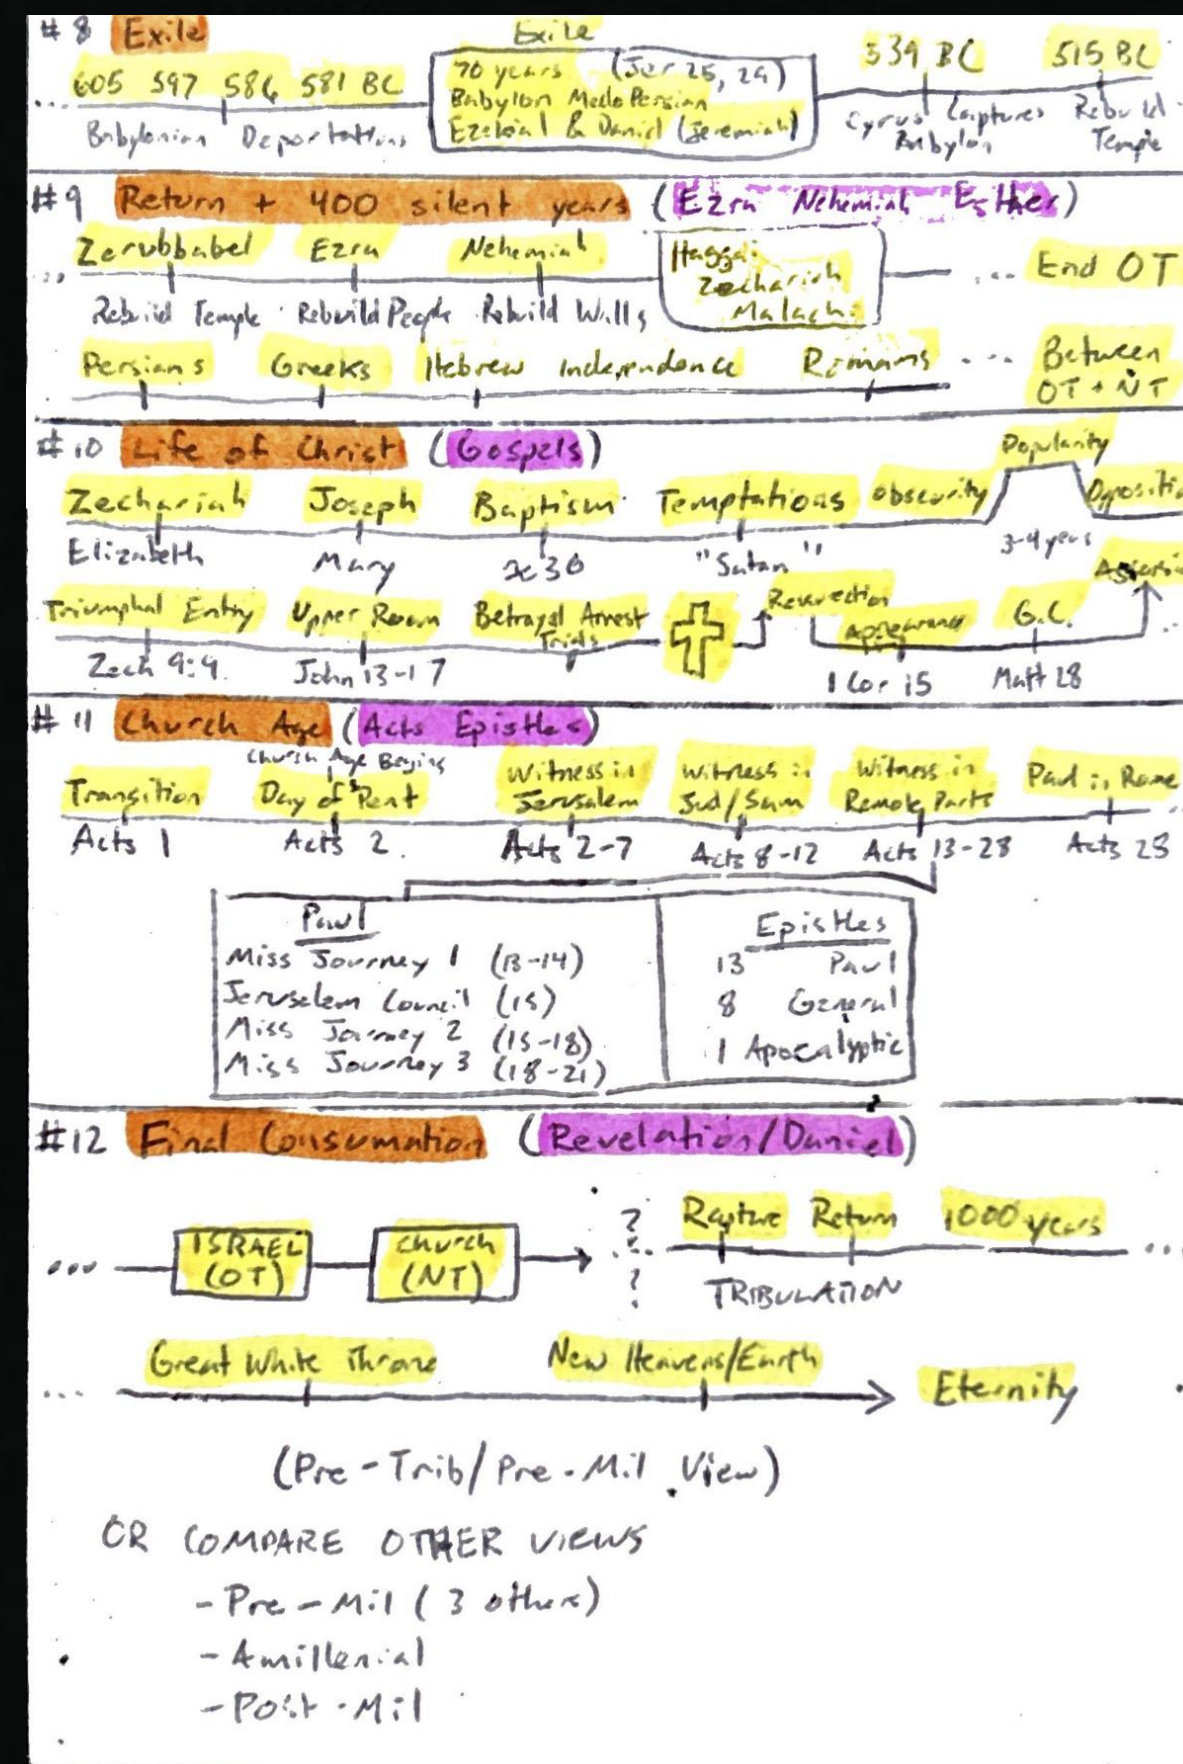 #8 Exile
Exile
605 597 586 581 BC
70 years (Jer 25, 29)
539 BC 515 BC
... Babylonian Deportations
Babylon MedoPersian
Ezekial & Daniel (Jeremiah)
Cyrus Captures Babylon
Rebuild Temple
#9 Return + 400 silent years (Ezra Nehemiah Esther)
Zerubbabel Ezra Nehemiah
Haggai
Zechariah
Malachi
... End OT
Rebuild Temple Rebuild People Rebuild Walls
Persians Greeks Hebrew Independence Romans ... Between
OT + NT
#10 Life of Christ (Gospels)
Popularity
Zechariah Joseph Baptism Temptations Obscurity Oppositi
Elizabeth Mary 30 "Satan" 3-4 years
Triumphal Entry Upper Room Betrayal Arrest
Trials
Resurrection
Appearances
G.C.
Zech 9:9 John 13-17 1 Cor 15 Matt 28
#11 Church Age (Acts Epistles)
Church Age Begins
Transition Day of Pent Witness in Jerusalem Witness in Jud/Sam Witness in Remote Parts Paul in Rome
Acts 1 Acts 2 Acts 2-7 Acts 8-12 Acts 13-28 Acts 28
Paul
Miss Journey 1 (13-14)
Jerusalem Council (15)
Miss Journey 2 (15-18)
Miss Journey 3 (18-21)
Epistles
13 Paul
8 General
1 Apocalyptic
#12 Final Consumation (Revelation/Daniel)
... ISRAEL
(OT)
Church
(NT)
?
?
Rapture Return 1000 years ...
TRIBULATION
Great White Throne New Heavens/Earth
... Eternity
(Pre-Trib/Pre-Mil View)
OR COMPARE OTHER VIEWS
- Pre-Mil (3 others)
- Amillenial
- Post-Mil